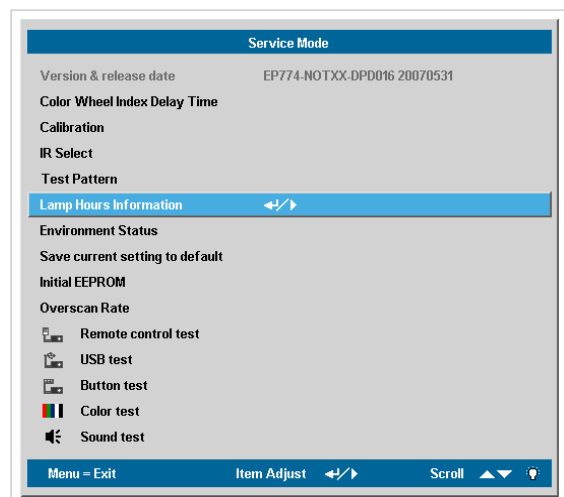 Service Mode
Version & release date EP774-NOTXX-DPD016 20070531
Color Wheel Index Delay Time
Calibration
IR Select
Test Pattern
Lamp Hours Information
Environment Status
Save current setting to default
Initial EEPROM
Overscan Rate
Remote control test
USB test
Button test
Color test
Sound test
Menu = Exit Item Adjust Scroll